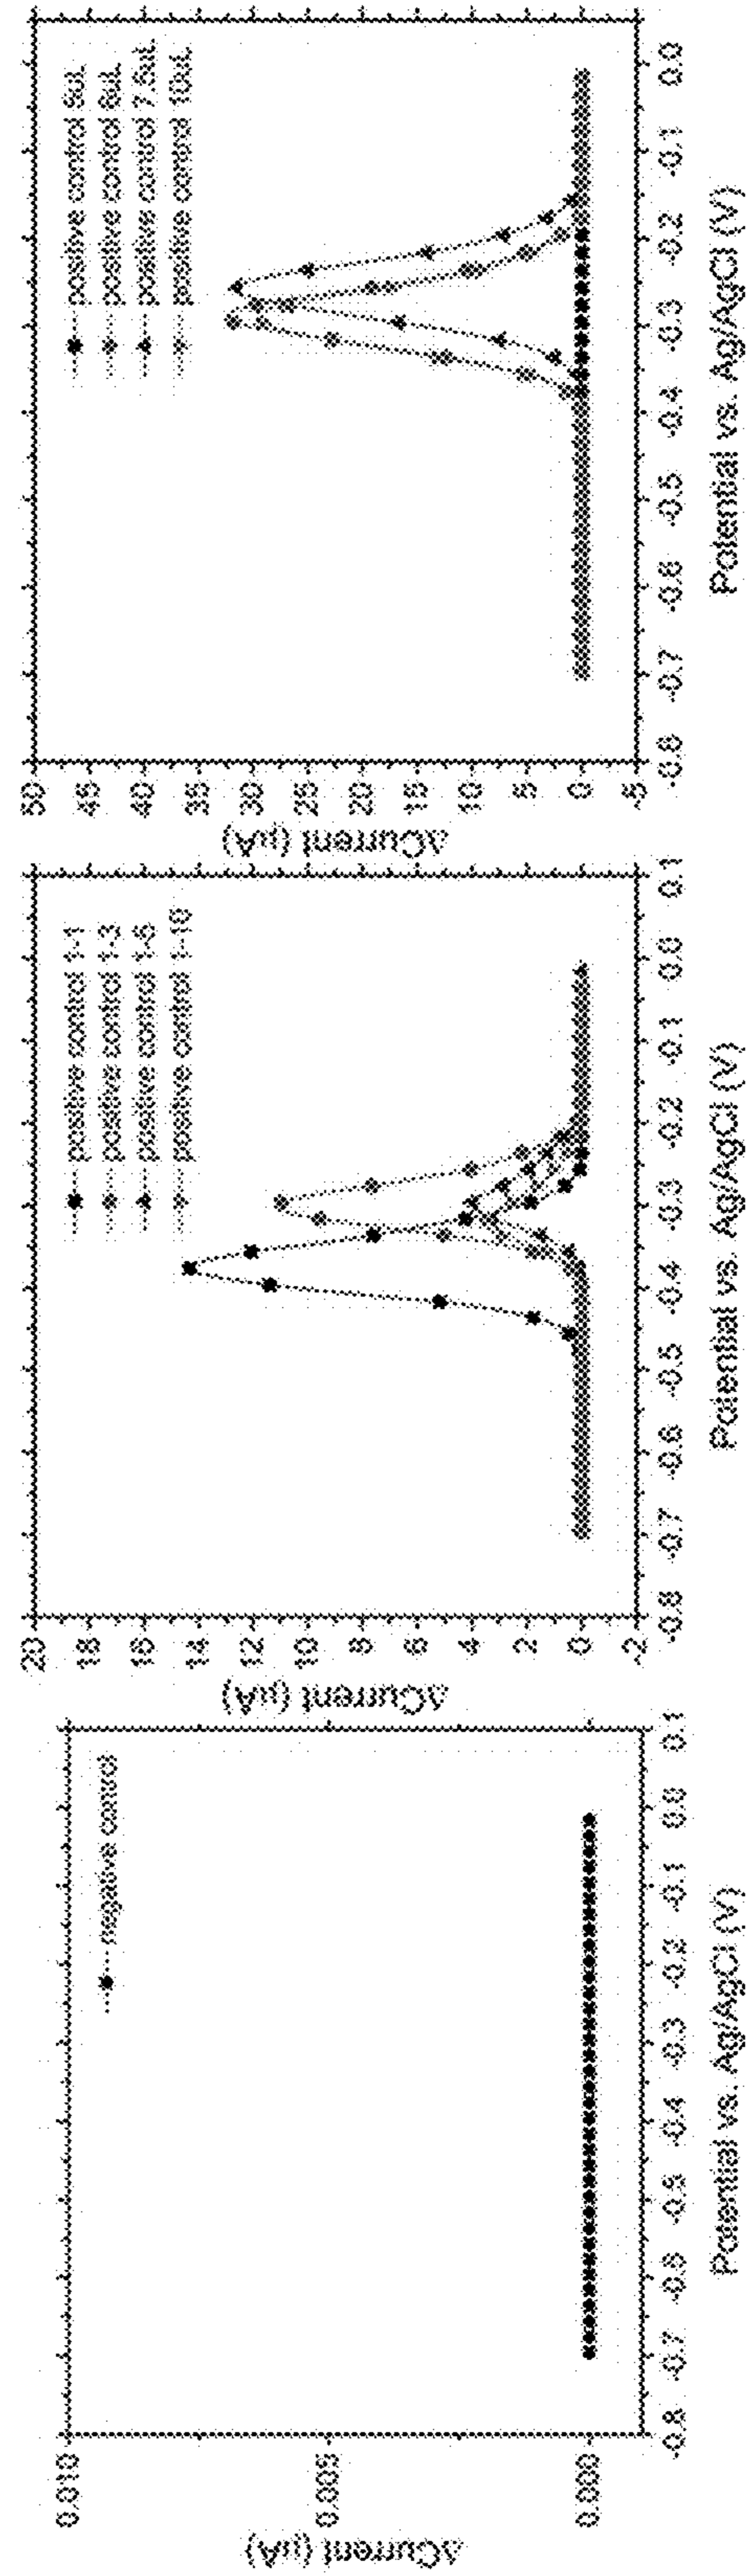 ΔCurrent (µA)
0.010
0.005
0.000
-0.8 -0.7 -0.6 -0.5 -0.4 -0.3 -0.2 -0.1 0.0 0.1
Potential vs. Ag/AgCl (V)
negative control
ΔCurrent (µA)
20
18
16
14
12
10
8
6
4
2
0
-2
-0.8 -0.7 -0.6 -0.5 -0.4 -0.3 -0.2 -0.1 0.0 0.1
Potential vs. Ag/AgCl (V)
positive control 1-1
positive control 1-3
positive control 1-5
positive control 1-10
ΔCurrent (µA)
50
45
40
35
30
25
20
15
10
5
0
-5
-0.8 -0.7 -0.6 -0.5 -0.4 -0.3 -0.2 -0.1 0.0
Potential vs. Ag/AgCl (V)
positive control
positive control
positive control 7.5uL
positive control 10uL